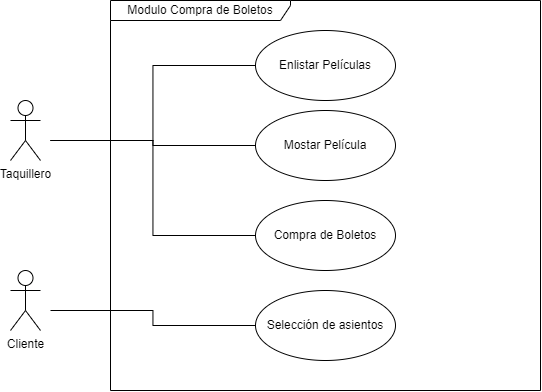 Modulo Compra de Boletos
Enlistar Películas
Mostar Película
Taquillero
Compra de Boletos
Selección de asientos
Cliente